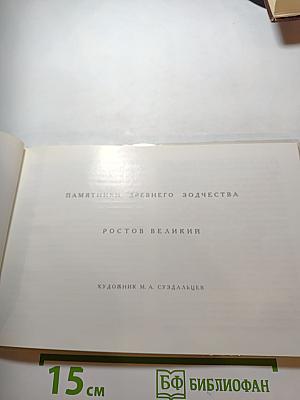 ПАМЯТНИКИ ДРЕВНЕГО ЗОДЧЕСТВА
РОСТОВ ВЕЛИКИЙ
ХУДОЖНИК М. А. СУЗДАЛЬЦЕВ
15 см
БФ БИБЛИОФАН